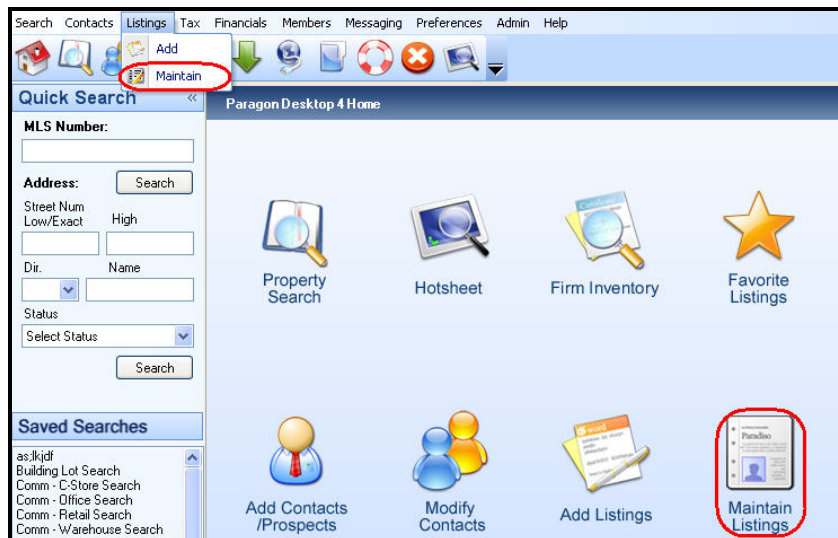 Search Contacts Listings Tax Financials Members Messaging Preferences Admin Help
Add
Maintain
Quick Search «
MLS Number:
Address: Search
Street Num
Low/Exact High
Dir. Name
Status
Select Status
Search
Saved Searches
as;lkjdf
Building Lot Search
Comm - C-Store Search
Comm - Office Search
Comm - Retail Search
Comm - Warehouse Search
Paragon Desktop 4 Home
Property
Search
Hotsheet
Firm Inventory
Favorite
Listings
Add Contacts
/Prospects
Modify
Contacts
word
Add Listings
Paradiso
Maintain
Listings